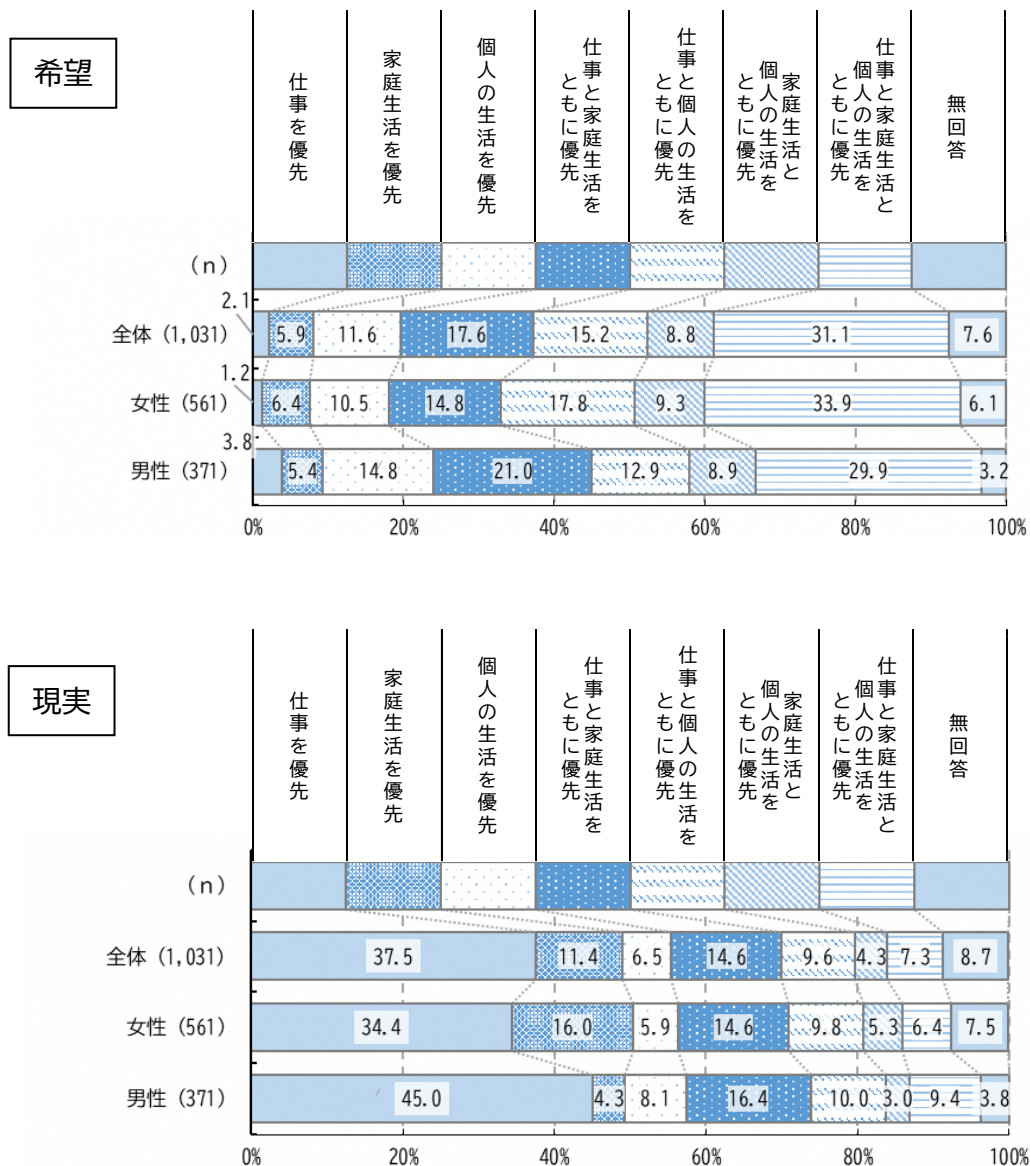 希望
仕事を優先
家庭生活を優先
個人の生活を優先
仕事と家庭生活を
ともに優先
仕事と個人の生活を
ともに優先
家庭生活と
個人の生活を
ともに優先
仕事と家庭生活と
個人の生活を
ともに優先
無回答
(n)
2.1
全体 (1,031) 5.9 11.6 17.6 15.2 8.8 31.1 7.6
1.2
女性 (561) 6.4 10.5 14.8 17.8 9.3 33.9 6.1
3.8
男性 (371) 5.4 14.8 21.0 12.9 8.9 29.9 3.2
0% 20% 40% 60% 80% 100%
現実
仕事を優先
家庭生活を優先
個人の生活を優先
仕事と家庭生活を
ともに優先
仕事と個人の生活を
ともに優先
家庭生活と
個人の生活を
ともに優先
仕事と家庭生活と
個人の生活を
ともに優先
無回答
(n)
全体 (1,031) 37.5 11.4 6.5 14.6 9.6 4.3 7.3 8.7
女性 (561) 34.4 16.0 5.9 14.6 9.8 5.3 6.4 7.5
男性 (371) 45.0 4.3 8.1 16.4 10.0 3.0 9.4 3.8
0% 20% 40% 60% 80% 100%